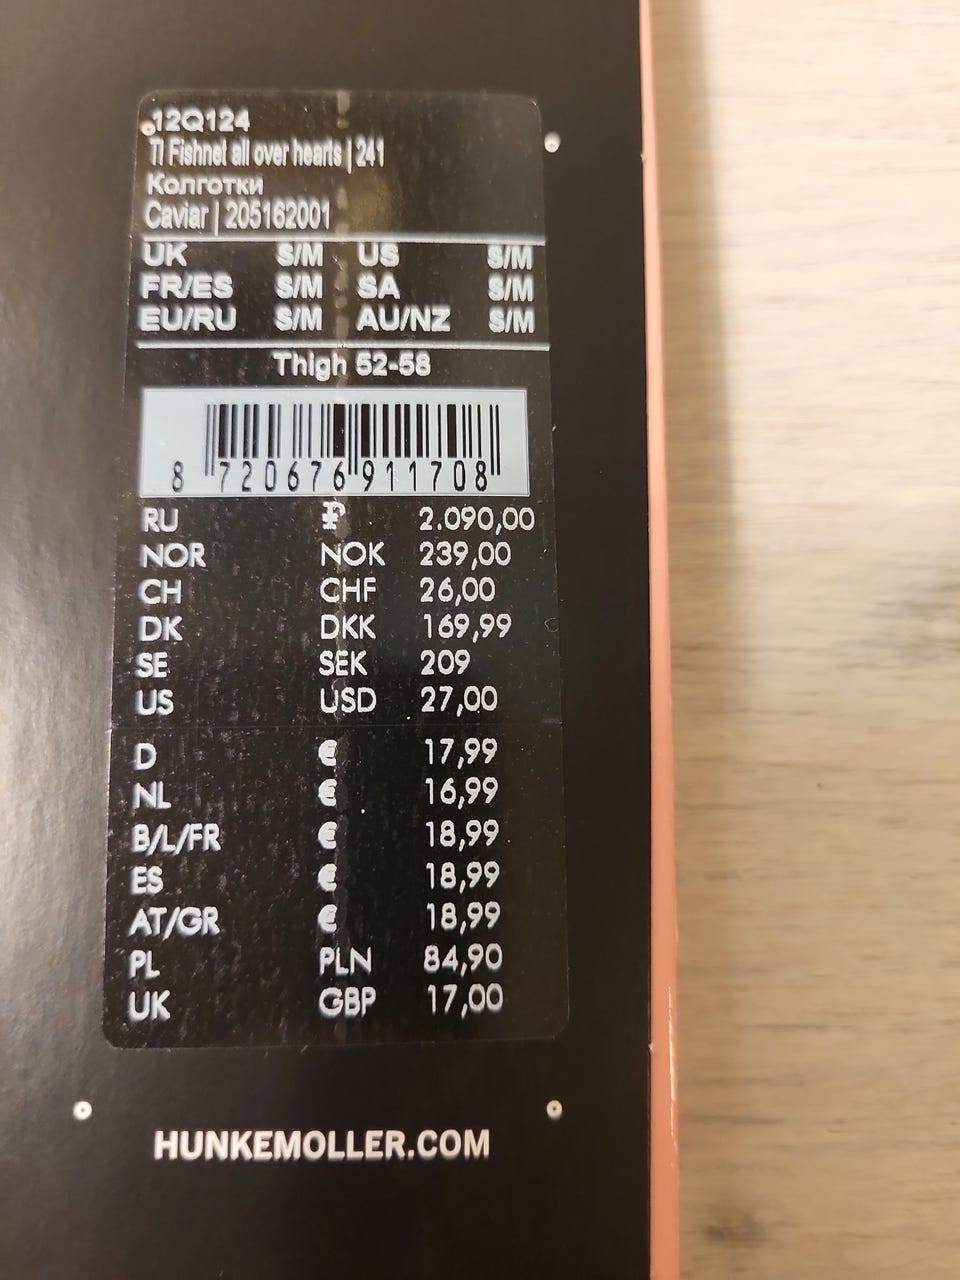 12Q124
TI Fishnet all over hearts | 241
Колготки
Caviar | 205162001
UK S/M US S/M
FR/ES S/M SA S/M
EU/RU S/M AU/NZ S/M
Thigh 52-58
8 720676 911708
RU ₽ 2.090,00
NOR NOK 239,00
CH CHF 26,00
DK DKK 169,99
SE SEK 209
US USD 27,00
D € 17,99
NL € 16,99
B/L/FR € 18,99
ES € 18,99
AT/GR € 18,99
PL PLN 84,90
UK GBP 17,00
HUNKEMOLLER.COM